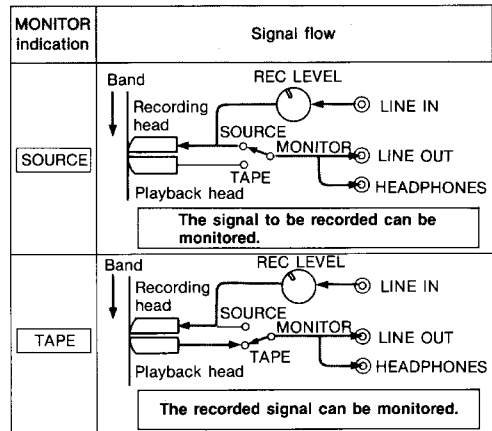 MONITOR
indication
Signal flow
SOURCE
Band
REC LEVEL
LINE IN
Recording
head
SOURCE
MONITOR
LINE OUT
TAPE
HEADPHONES
Playback head
The signal to be recorded can be
monitored.
TAPE
Band
REC LEVEL
LINE IN
Recording
head
SOURCE
MONITOR
LINE OUT
TAPE
HEADPHONES
Playback head
The recorded signal can be monitored.